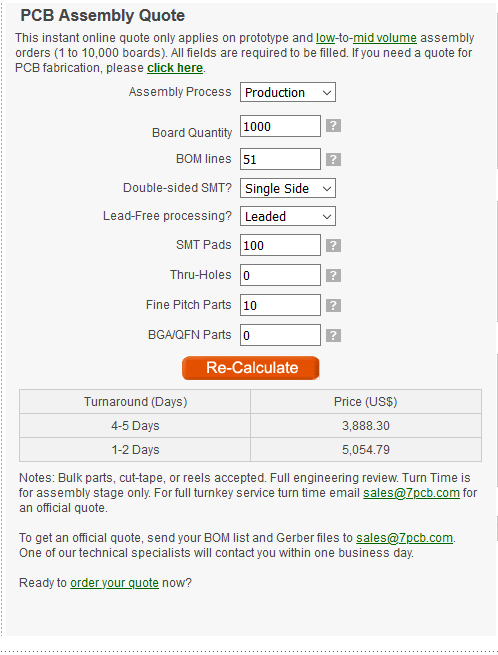 PCB Assembly Quote
This instant online quote only applies on prototype and low-to-mid volume assembly
orders (1 to 10,000 boards). All fields are required to be filled. If you need a quote for
PCB fabrication, please click here.
Assembly Process Production
Board Quantity 1000 ?
BOM lines 51 ?
Double-sided SMT? Single Side
Lead-Free processing? Leaded
SMT Pads 100 ?
Thru-Holes 0 ?
Fine Pitch Parts 10 ?
BGA/QFN Parts 0 ?
Re-Calculate
Turnaround (Days) Price (US$)
4-5 Days 3,888.30
1-2 Days 5,054.79
Notes: Bulk parts, cut-tape, or reels accepted. Full engineering review. Turn Time is
for assembly stage only. For full turnkey service turn time email sales@7pcb.com for
an official quote.
To get an official quote, send your BOM list and Gerber files to sales@7pcb.com.
One of our technical specialists will contact you within one business day.
Ready to order your quote now?